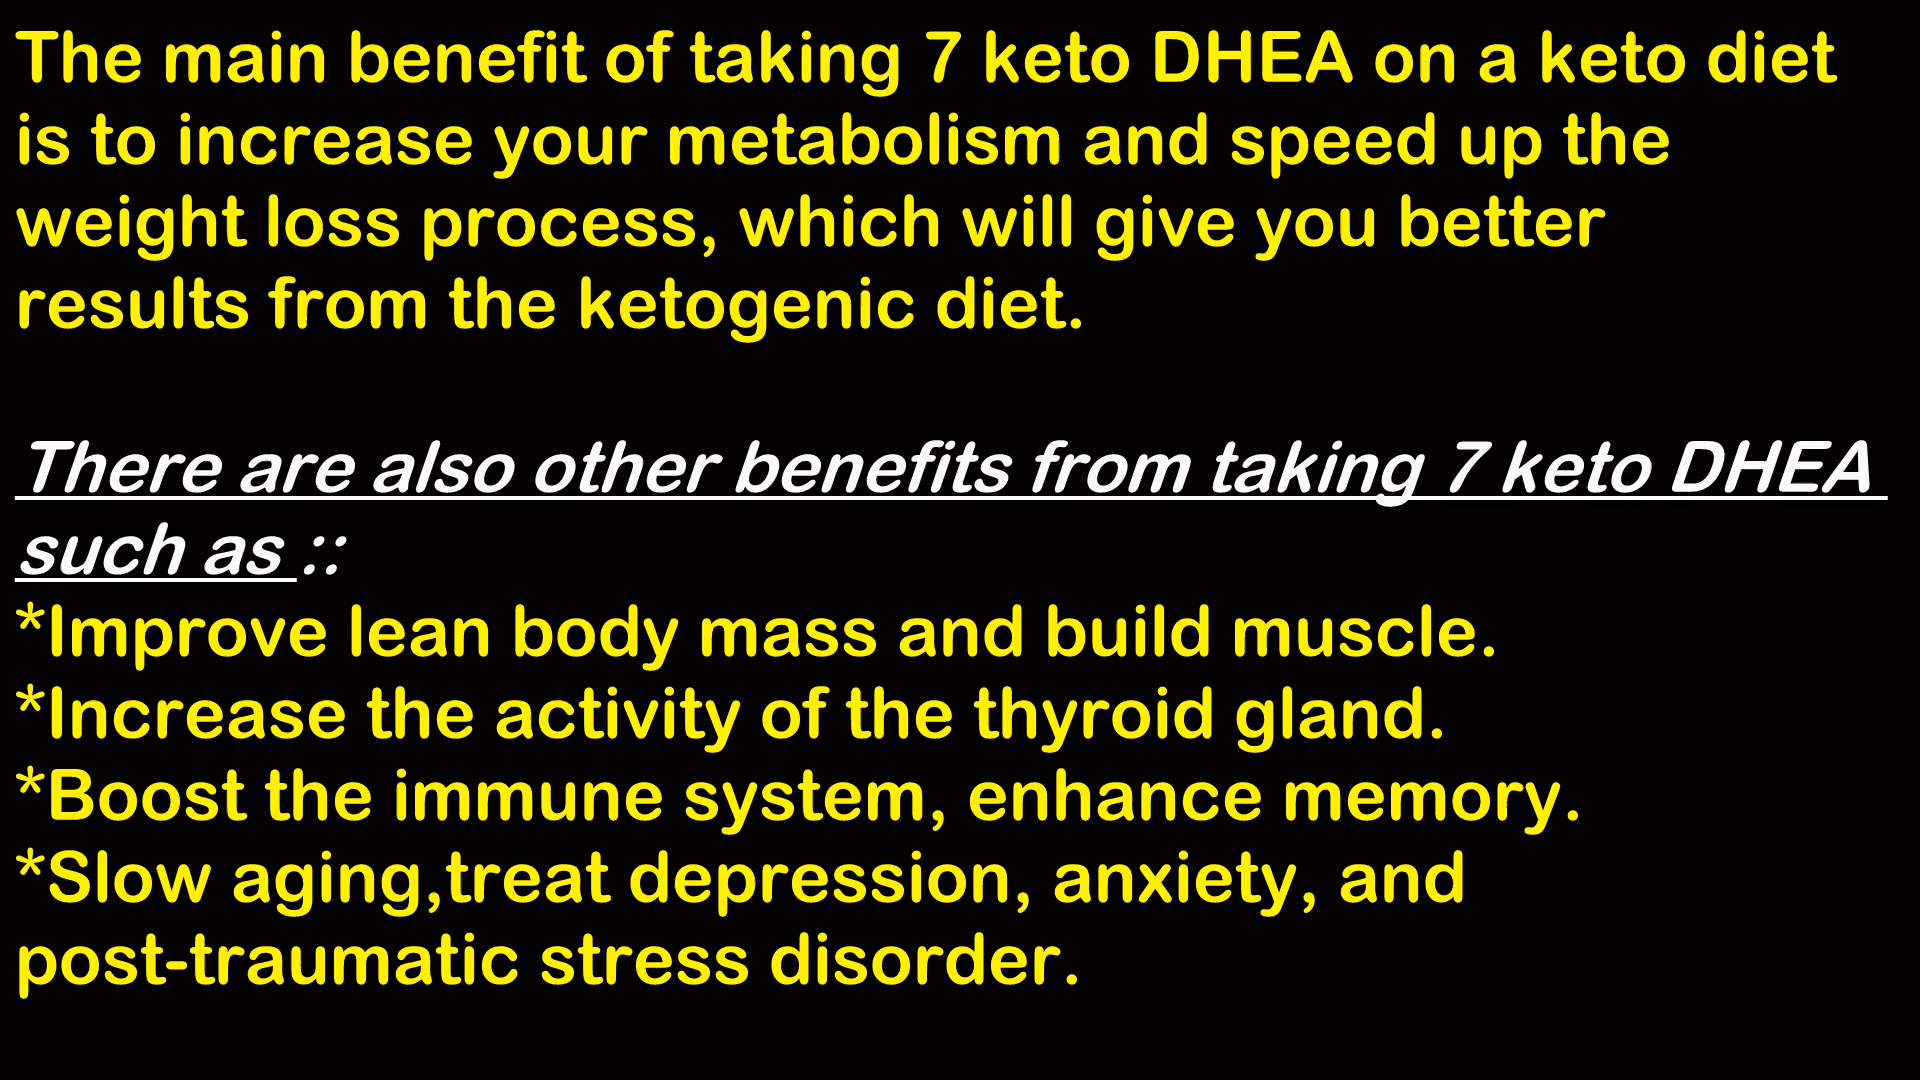 The main benefit of taking 7 keto DHEA on a keto diet
is to increase your metabolism and speed up the
weight loss process, which will give you better
results from the ketogenic diet.
There are also other benefits from taking 7 keto DHEA
such as ::
*Improve lean body mass and build muscle.
*Increase the activity of the thyroid gland.
*Boost the immune system, enhance memory.
*Slow aging,treat depression, anxiety, and
post-traumatic stress disorder.